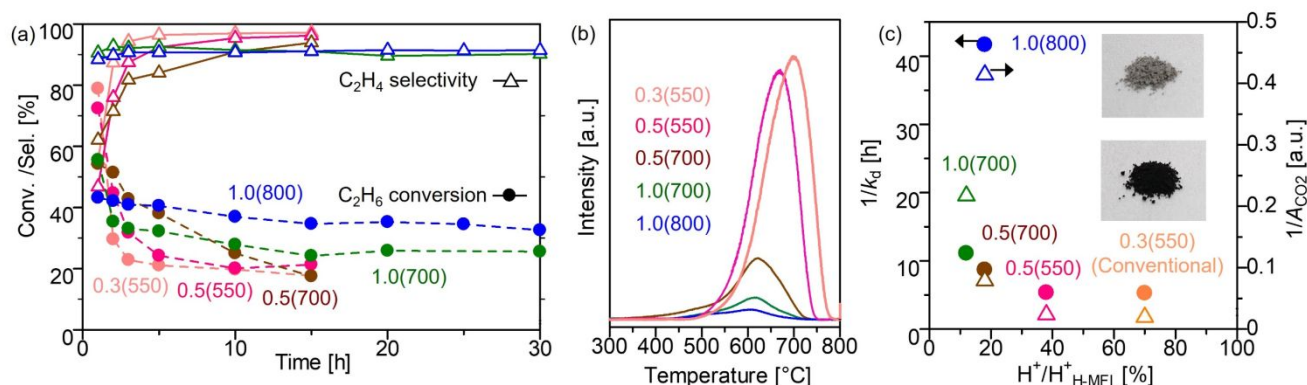 (a)
100
80
60
40
20
0
Conv. /Sel. [%]
C2H4 selectivity
C2H6 conversion
0.3(550)
0.5(550)
0.5(700)
1.0(700)
0
10
20
30
Time [h]
(b)
Intensity [a.u.]
0.3(550)
0.5(550)
0.5(700)
1.0(700)
1.0(800)
300 400 500 600 700 800
Temperature [°C]
(c)
40
30
20
10
0
1/kd [h]
1.0(800)
1.0(700)
0.5(700)
0.5(550)
0.3(550)
(Conventional)
0.5
0.4
0.3
0.2
0.1
0
1/ACO2 [a.u.]
0 20 40 60 80 100
H+/H+H-MFI [%]